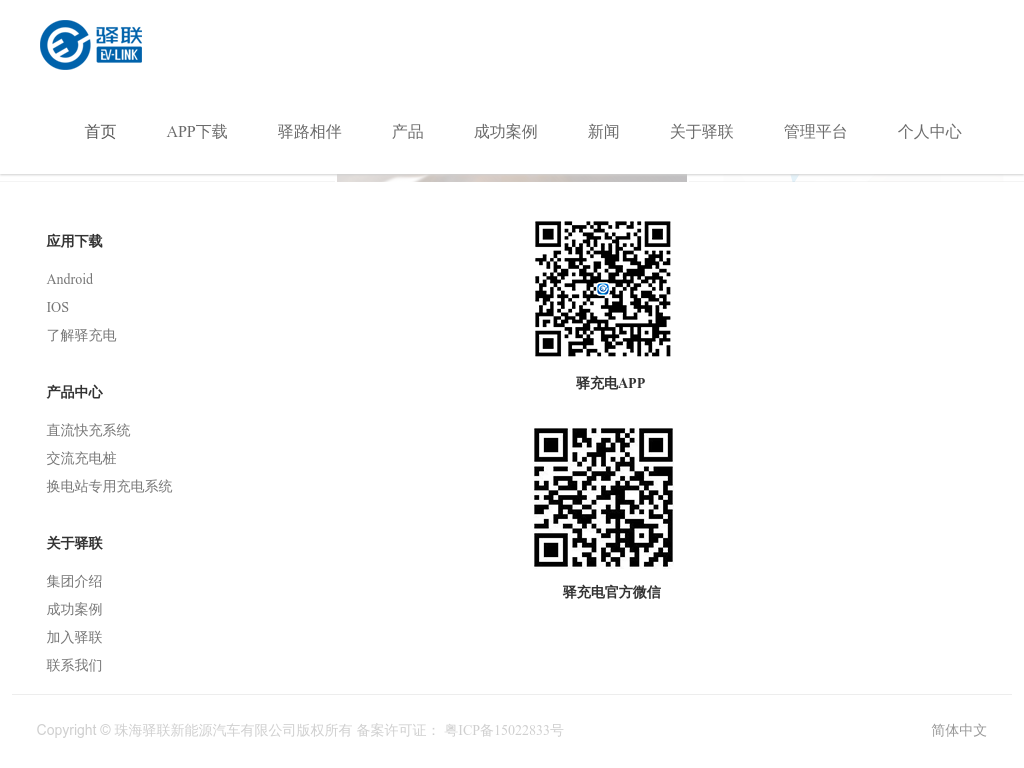 驿联
EV-LINK
首页 APP下载 驿路相伴 产品 成功案例 新闻 关于驿联 管理平台 个人中心
应用下载
Android
IOS
了解驿充电
产品中心
直流快充系统
交流充电桩
换电站专用充电系统
关于驿联
集团介绍
成功案例
加入驿联
联系我们
驿充电APP
驿充电官方微信
Copyright © 珠海驿联新能源汽车有限公司版权所有 备案许可证： 粤ICP备15022833号
简体中文